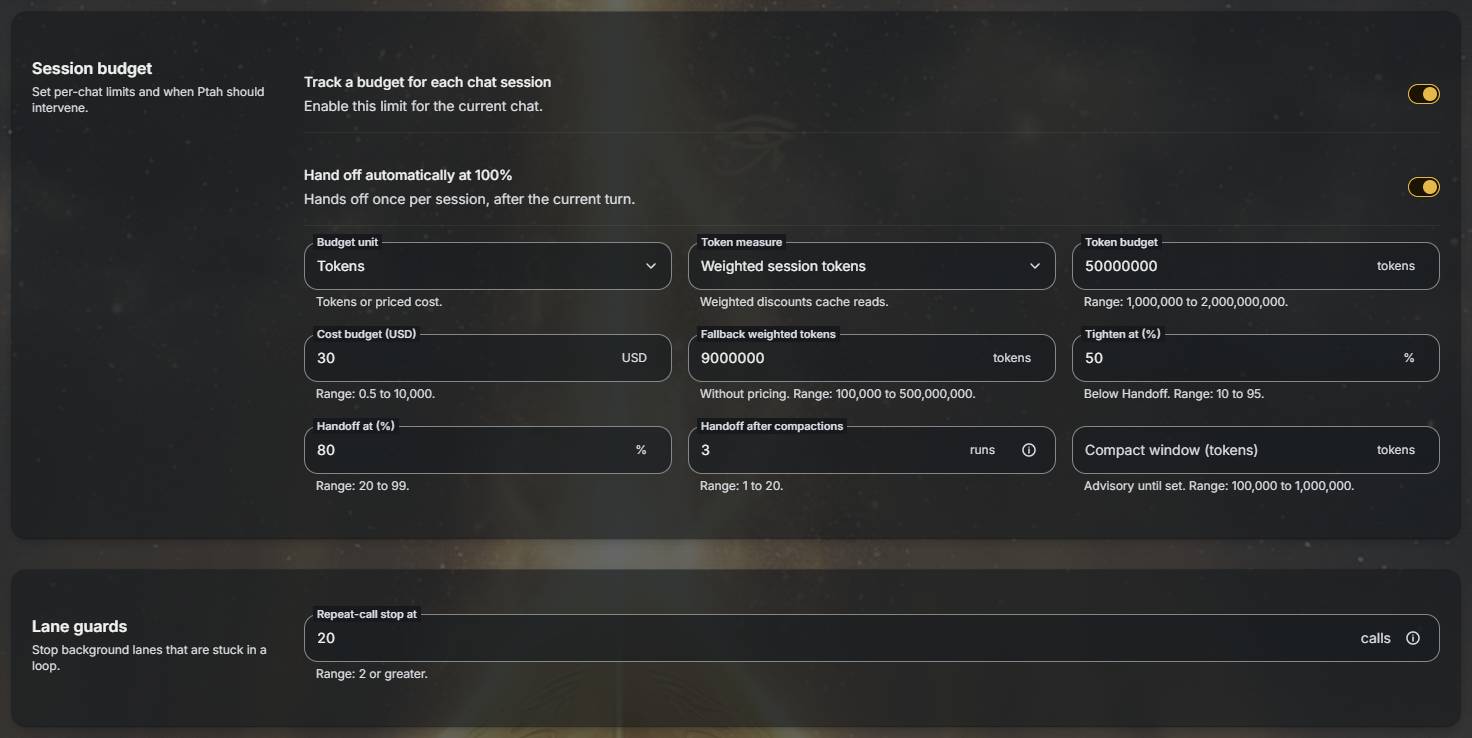 Session budget
Set per-chat limits and when Ptah should
intervene.
Track a budget for each chat session
Enable this limit for the current chat.
Hand off automatically at 100%
Hands off once per session, after the current turn.
Budget unit
Tokens
Tokens or priced cost.
Token measure
Weighted session tokens
Weighted discounts cache reads.
Token budget
50000000 tokens
Range: 1,000,000 to 2,000,000,000.
Cost budget (USD)
30 USD
Range: 0.5 to 10,000.
Fallback weighted tokens
9000000 tokens
Without pricing. Range: 100,000 to 500,000,000.
Tighten at (%)
50 %
Below Handoff. Range: 10 to 95.
Handoff at (%)
80 %
Range: 20 to 99.
Handoff after compactions
3 runs
Range: 1 to 20.
Compact window (tokens) tokens
Advisory until set. Range: 100,000 to 1,000,000.
Lane guards
Stop background lanes that are stuck in a
loop.
Repeat-call stop at
20 calls
Range: 2 or greater.